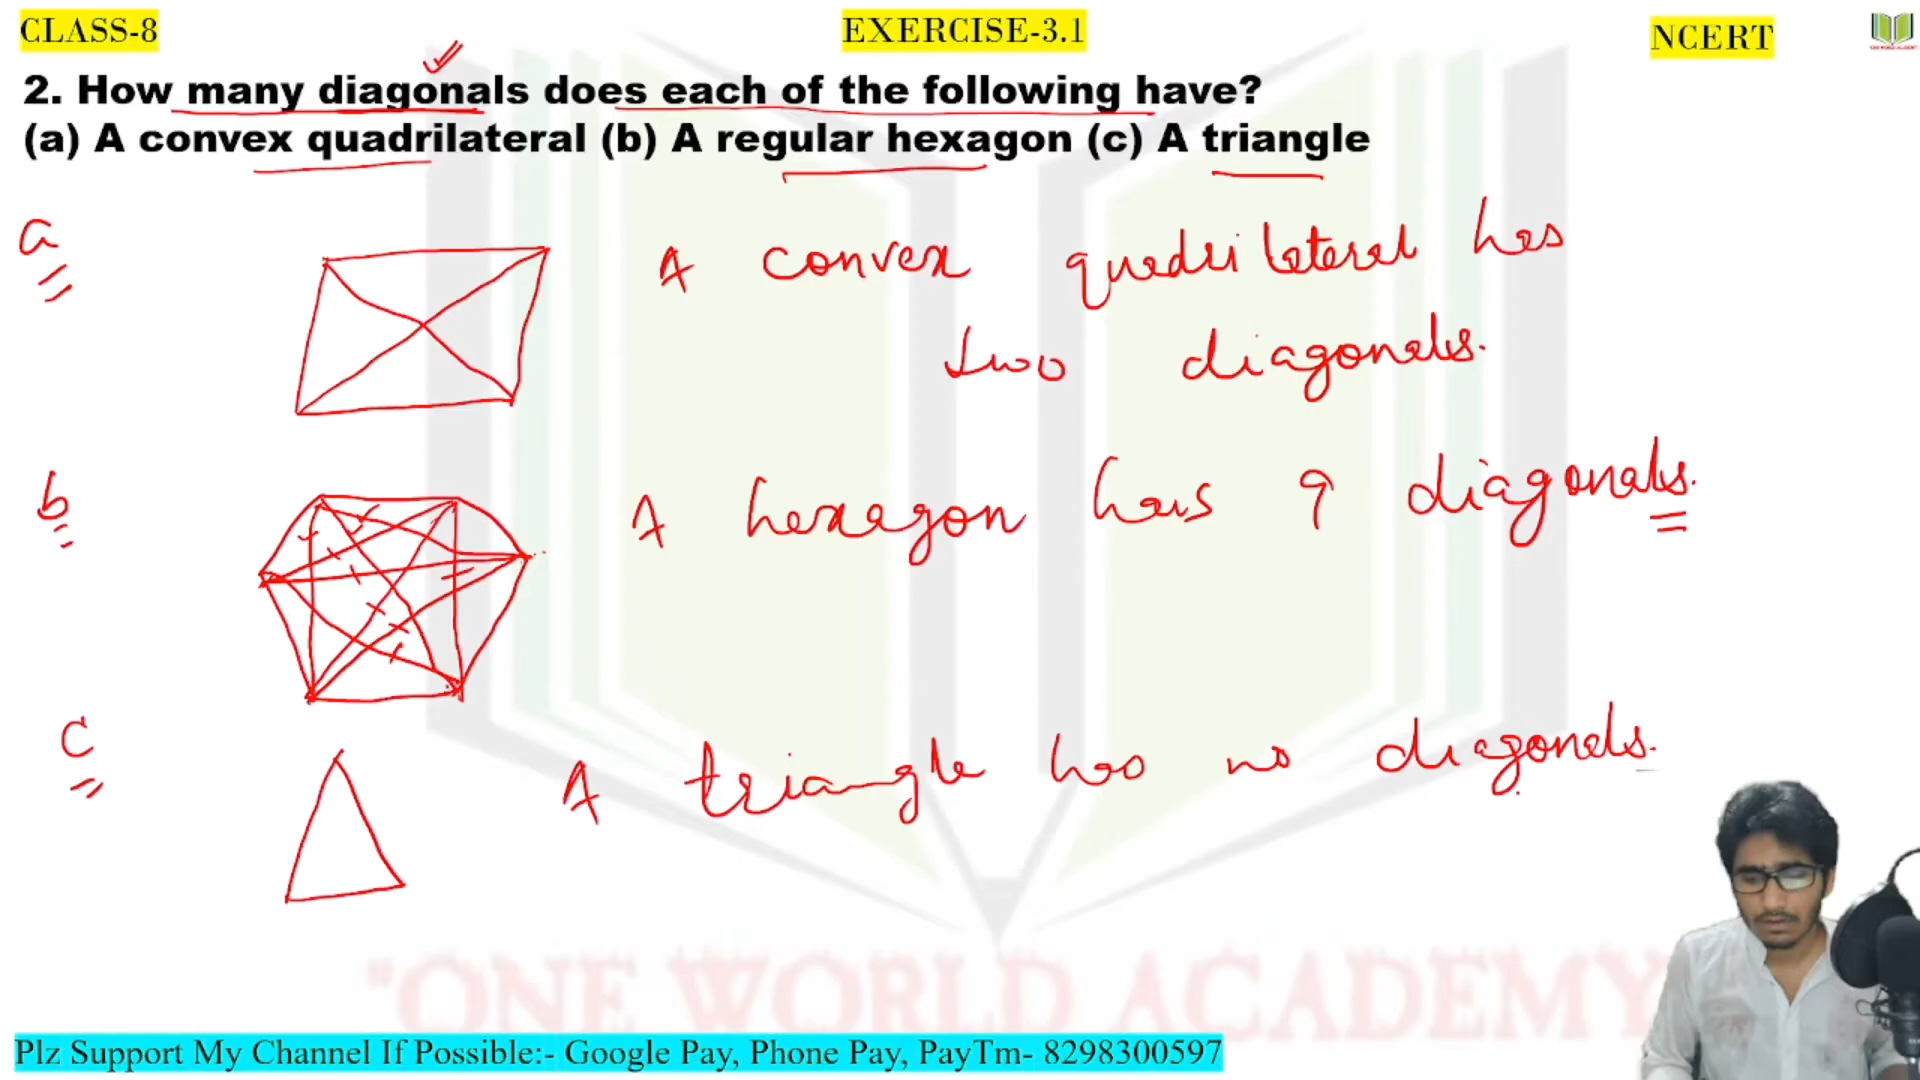 CLASS-8
EXERCISE-3.1
NCERT
2. How many diagonals does each of the following have?
(a) A convex quadrilateral (b) A regular hexagon (c) A triangle
a
A convex quadrilateral has
two diagonals.
b
A hexagon has 9 diagonals.
c
A triangle has no diagonals.
"ONE WORLD ACADEMY
Plz Support My Channel If Possible:- Google Pay, Phone Pay, PayTm- 8298300597